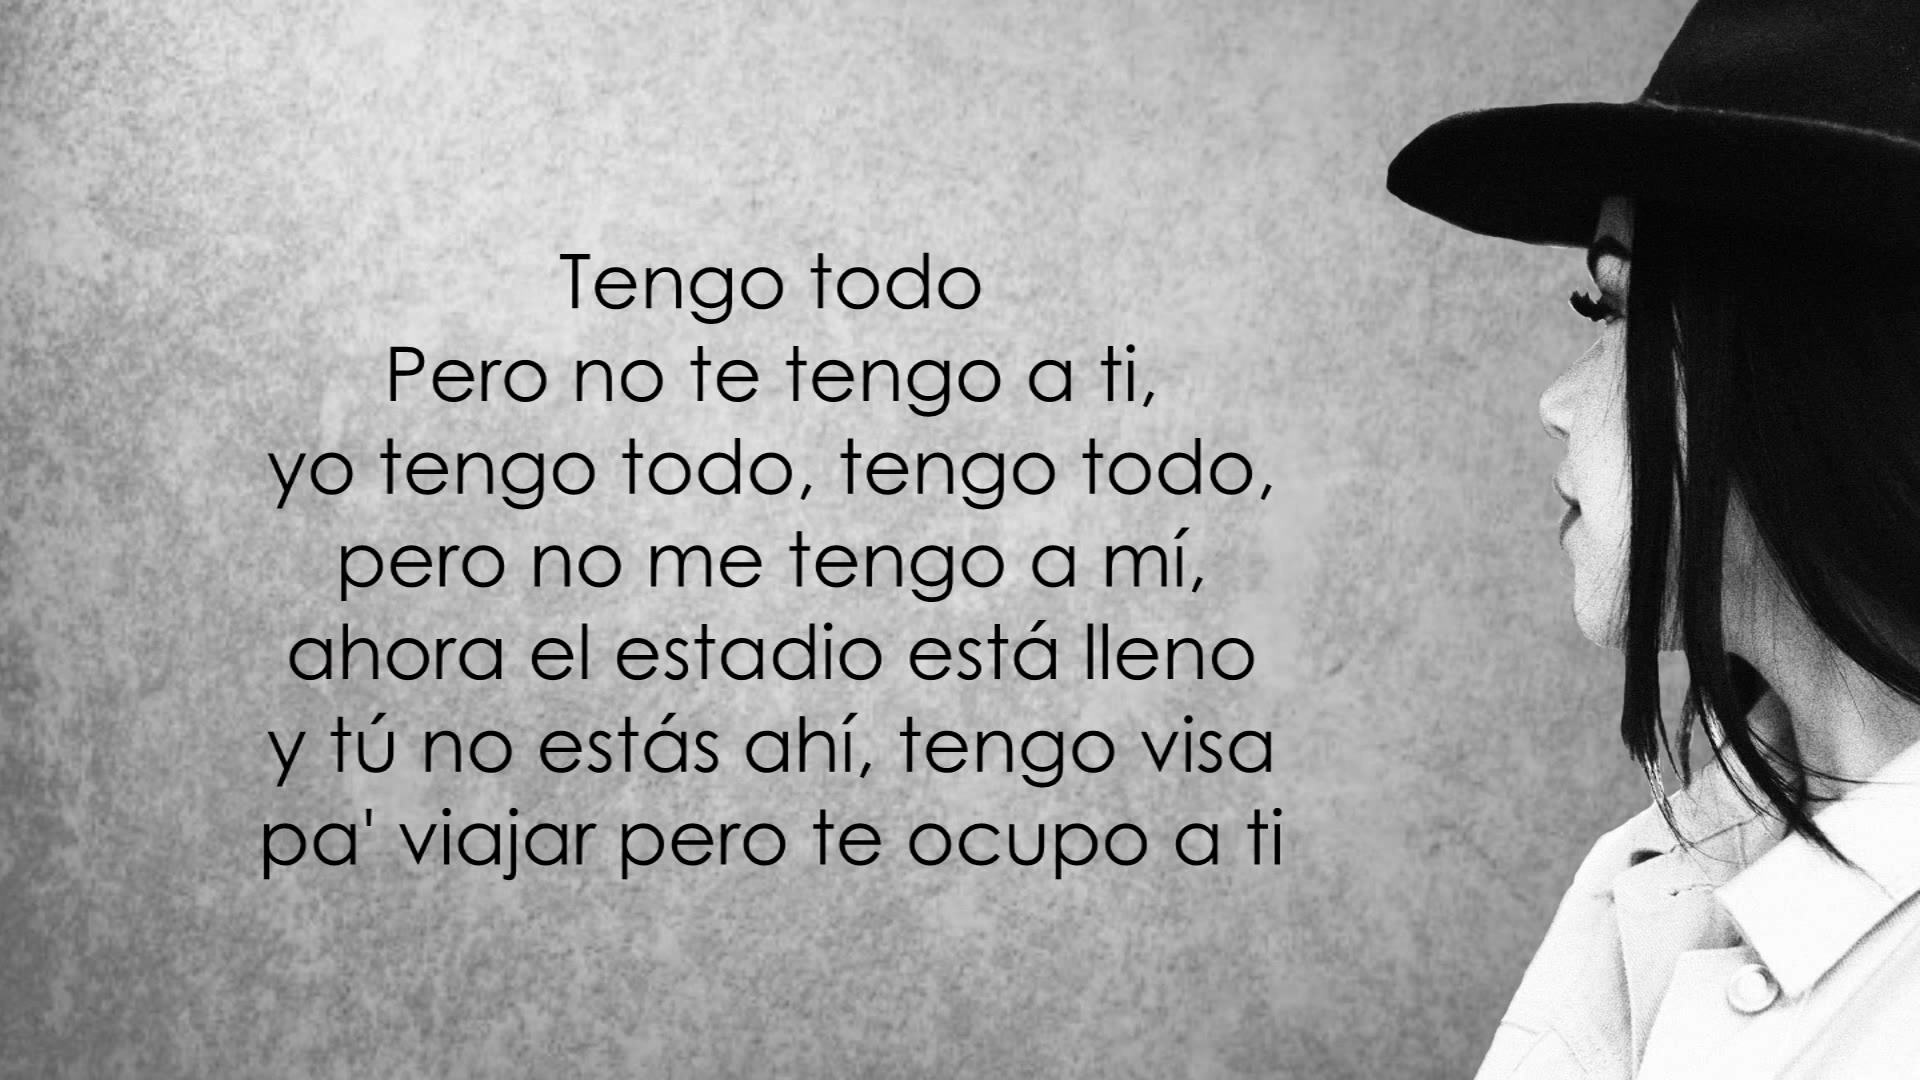 Tengo todo
Pero no te tengo a ti,
yo tengo todo, tengo todo,
pero no me tengo a mí,
ahora el estadio está lleno
y tú no estás ahí, tengo visa
pa' viajar pero te ocupo a ti